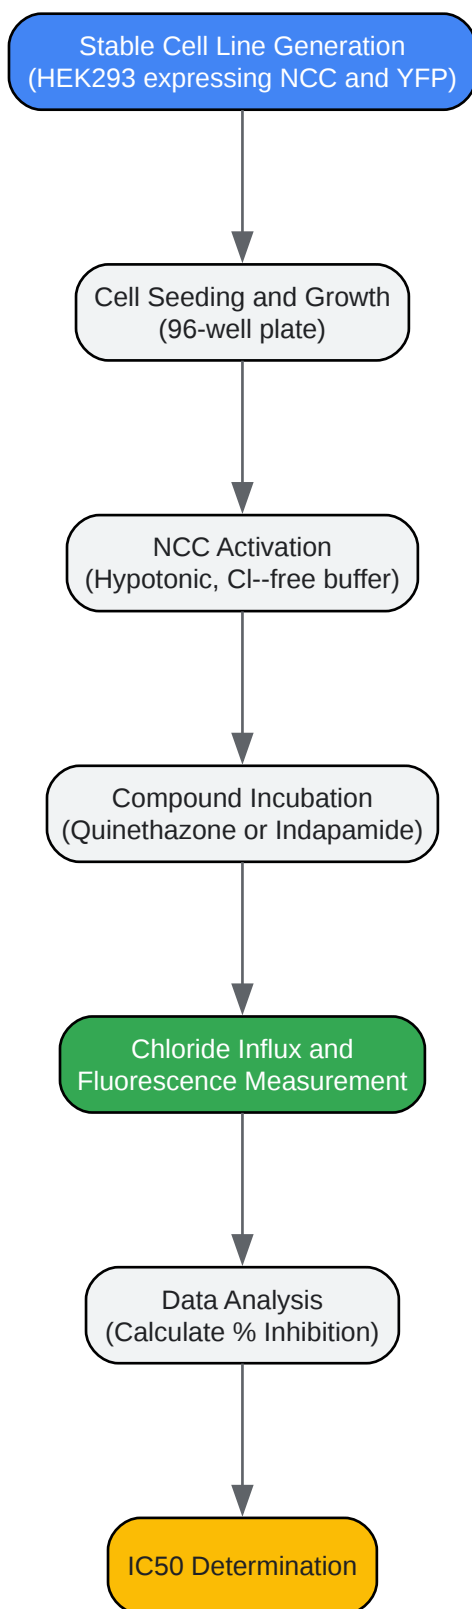 Stable Cell Line Generation
(HEK293 expressing NCC and YFP)
Cell Seeding and Growth
(96-well plate)
NCC Activation
(Hypotonic, Cl--free buffer)
Compound Incubation
(Quinethazone or Indapamide)
Chloride Influx and
Fluorescence Measurement
Data Analysis
(Calculate % Inhibition)
IC50 Determination